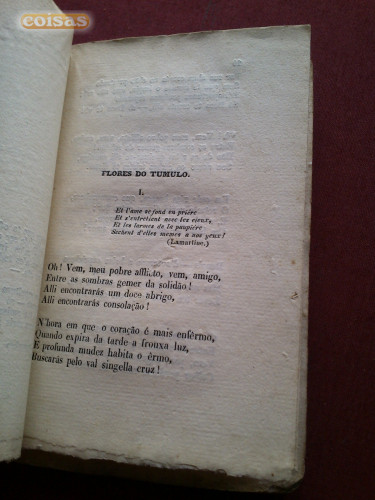 coisas
FLORES DO TUMULO.
I.
Et l'ame se fond en prière
Et s'entretient avec les cieux,
Et les larmes de la paupière
Sèchent d'elles mêmes a nos yeux!
(Lamartine.)
Oh! Vem, meu pobre afflicto, vem, amigo,
Entre as sombras gemer da solidão!
Alli encontrarás um doce abrigo,
Alli encontrarás consolação!
N'hora em que o coração é mais enfêrmo,
Quando expira da tarde a frouxa luz,
E profunda mudez habita o êrmo,
Buscarás pelo val singella cruz!